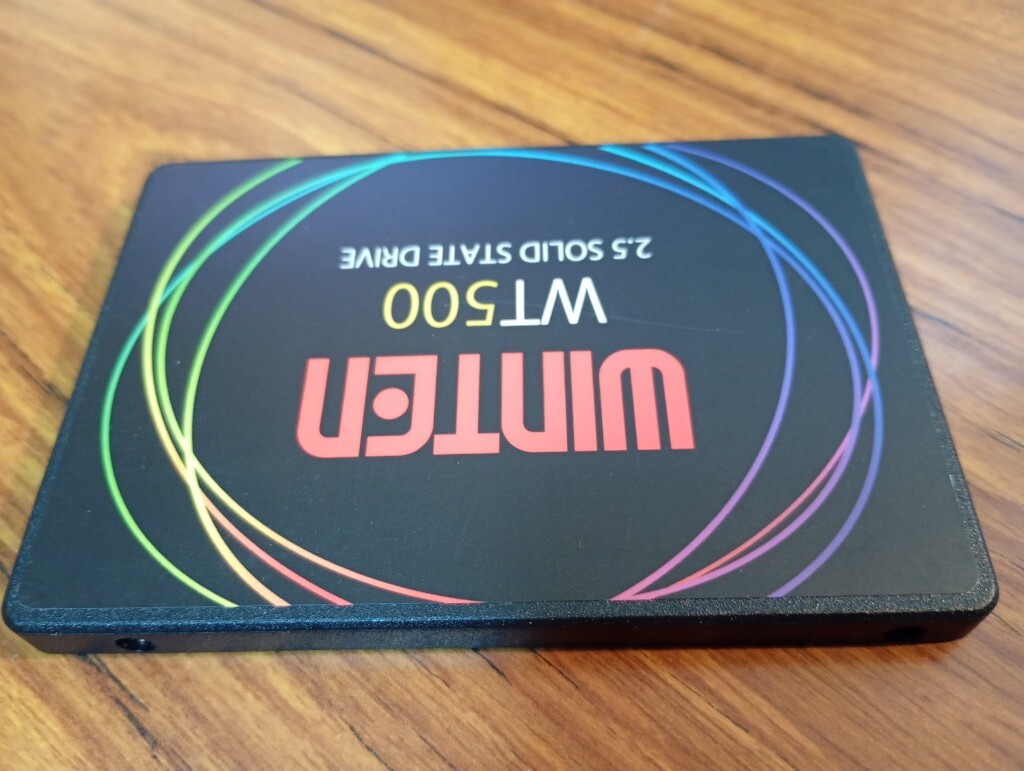 WINTEN
WT500
2.5 SOLID STATE DRIVE